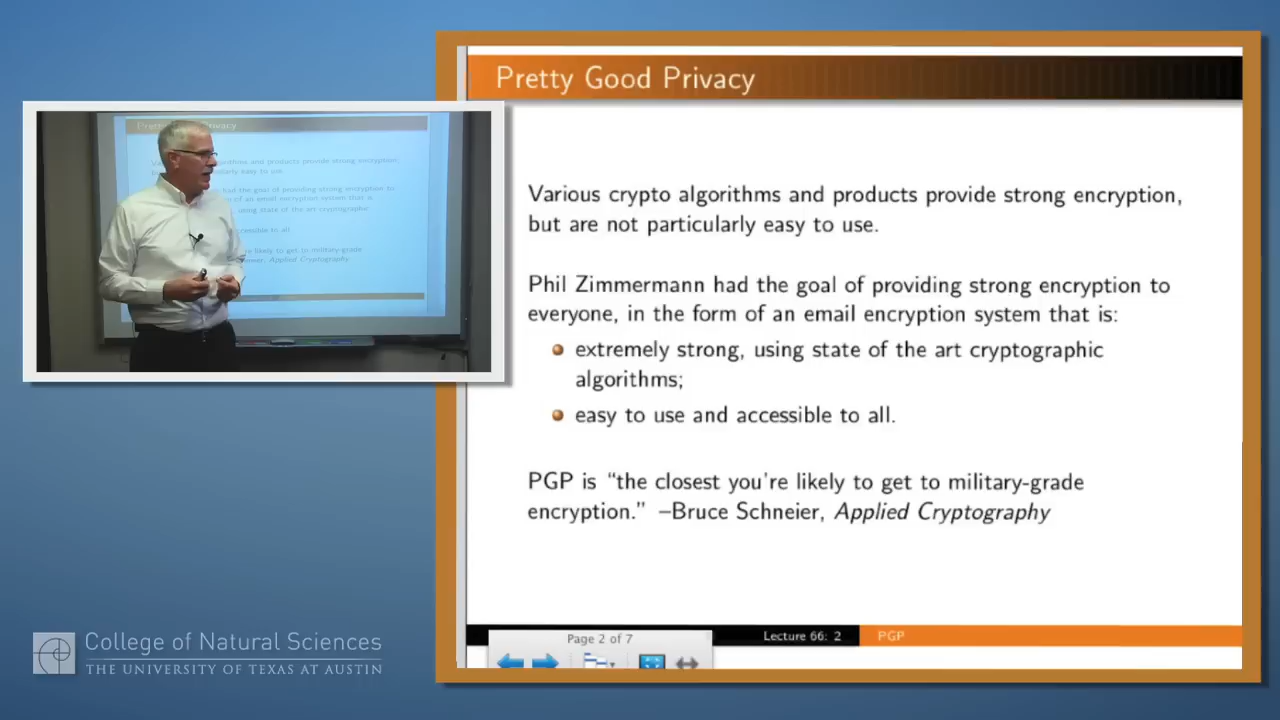 Pretty Good Privacy
Various crypto algorithms and products provide strong encryption,
but are not particularly easy to use.
Phil Zimmermann had the goal of providing strong encryption to
everyone, in the form of an email encryption system that is:
extremely strong, using state of the art cryptographic
algorithms;
easy to use and accessible to all.
PGP is “the closest you're likely to get to military-grade
encryption.” –Bruce Schneier, Applied Cryptography
Page 2 of 7
Lecture 66: 2
PGP
College of Natural Sciences
THE UNIVERSITY OF TEXAS AT AUSTIN